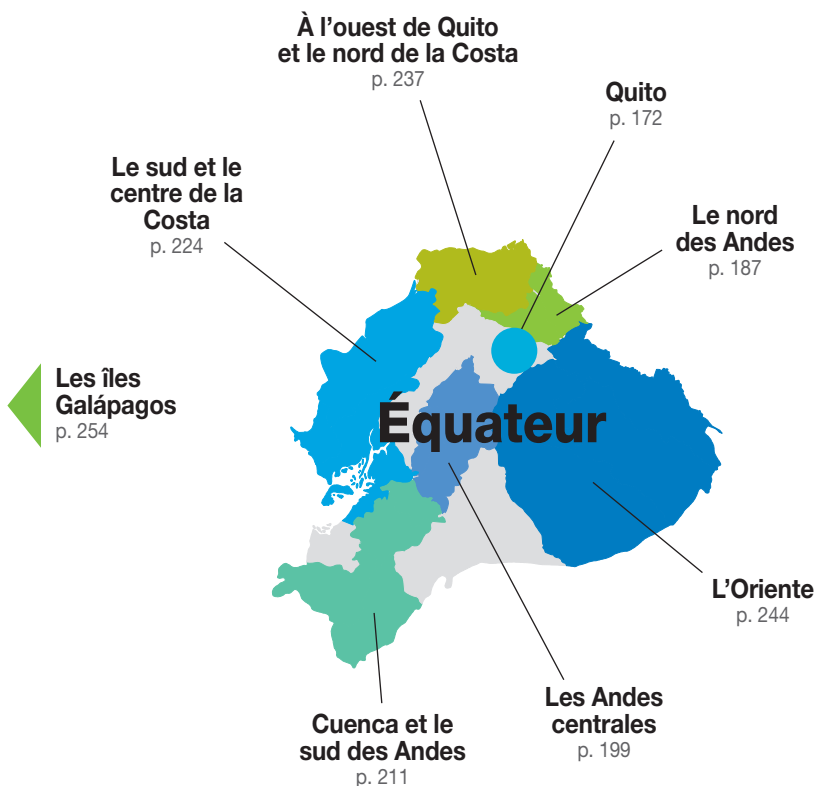 À l’ouest de Quito
et le nord de la Costa
p. 237
Quito
p. 172
Le sud et le
centre de la
Costa
p. 224
Le nord
des Andes
p. 187
Les îles
Galápagos
p. 254
Équateur
L’Oriente
p. 244
Les Andes
centrales
p. 199
Cuenca et le
sud des Andes
p. 211